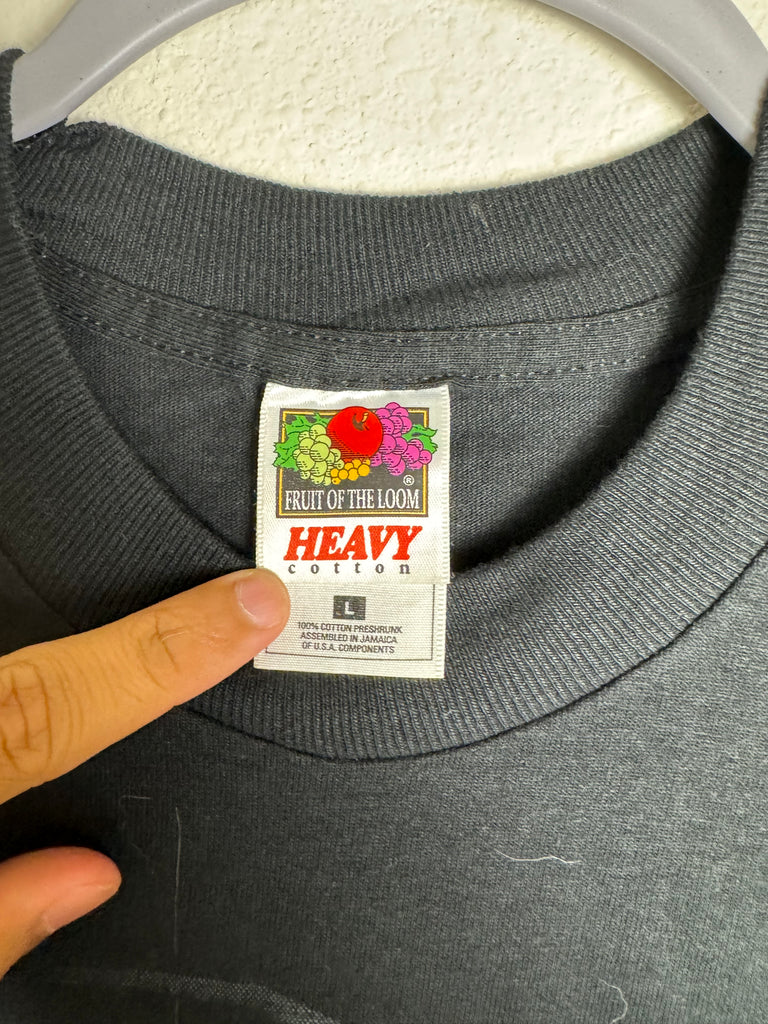 ®
FRUIT OF THE LOOM
HEAVY
cotton
L
100% COTTON PRESHRUNK
ASSEMBLED IN JAMAICA
OF U.S.A. COMPONENTS